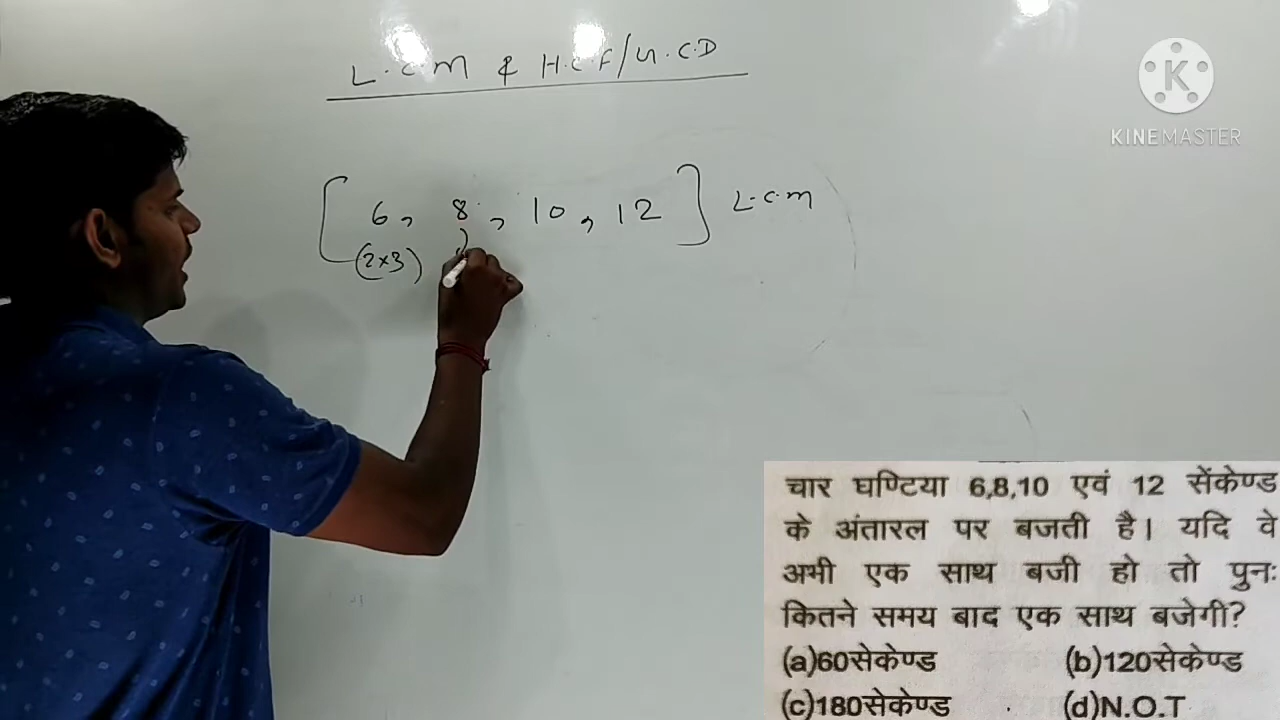 L.C.M & H.C.F/G.C.D
KINEMASTER
[6, 8, 10, 12] L.C.M
(2×3)
चार घण्टिया 6,8,10 एवं 12 सेंकेण्ड
के अंतारल पर बजती है। यदि वे
अभी एक साथ बजी हो तो पुनः
कितने समय बाद एक साथ बजेगी?
(a)60सेकेण्ड (b)120सेकेण्ड
(c)180सेकेण्ड (d)N.O.T